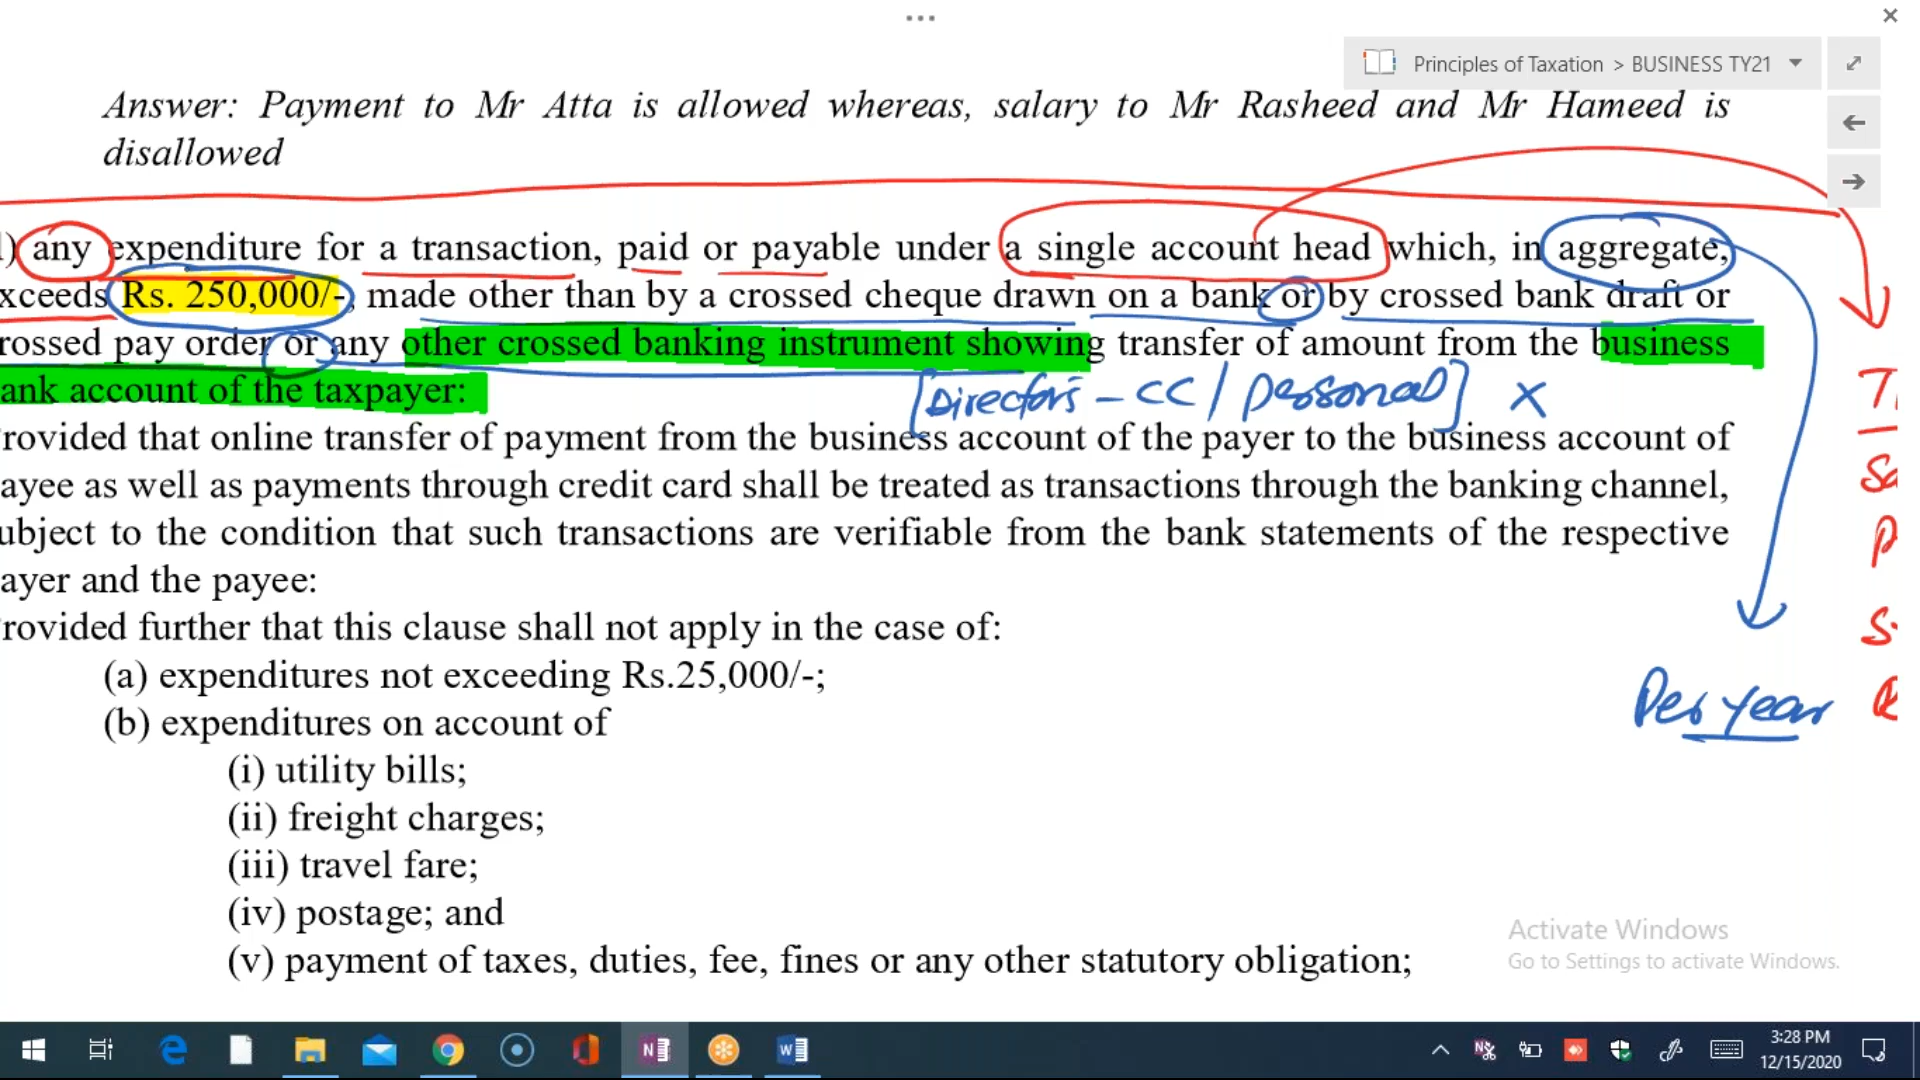 Principles of Taxation > BUSINESS TY21
Answer: Payment to Mr Atta is allowed whereas, salary to Mr Rasheed and Mr Hameed is
disallowed
l) any expenditure for a transaction, paid or payable under a single account head which, in aggregate,
xceeds Rs. 250,000/-, made other than by a crossed cheque drawn on a bank or by crossed bank draft or
rossed pay order or any other crossed banking instrument showing transfer of amount from the business
ank account of the taxpayer:
[Director's - CC / Personal] x
rovided that online transfer of payment from the business account of the payer to the business account of
ayee as well as payments through credit card shall be treated as transactions through the banking channel,
ubject to the condition that such transactions are verifiable from the bank statements of the respective
ayer and the payee:
rovided further that this clause shall not apply in the case of:
(a) expenditures not exceeding Rs.25,000/-;
Per year
(b) expenditures on account of
(i) utility bills;
(ii) freight charges;
(iii) travel fare;
(iv) postage; and
(v) payment of taxes, duties, fee, fines or any other statutory obligation;
Activate Windows
Go to Settings to activate Windows.
3:28 PM
12/15/2020